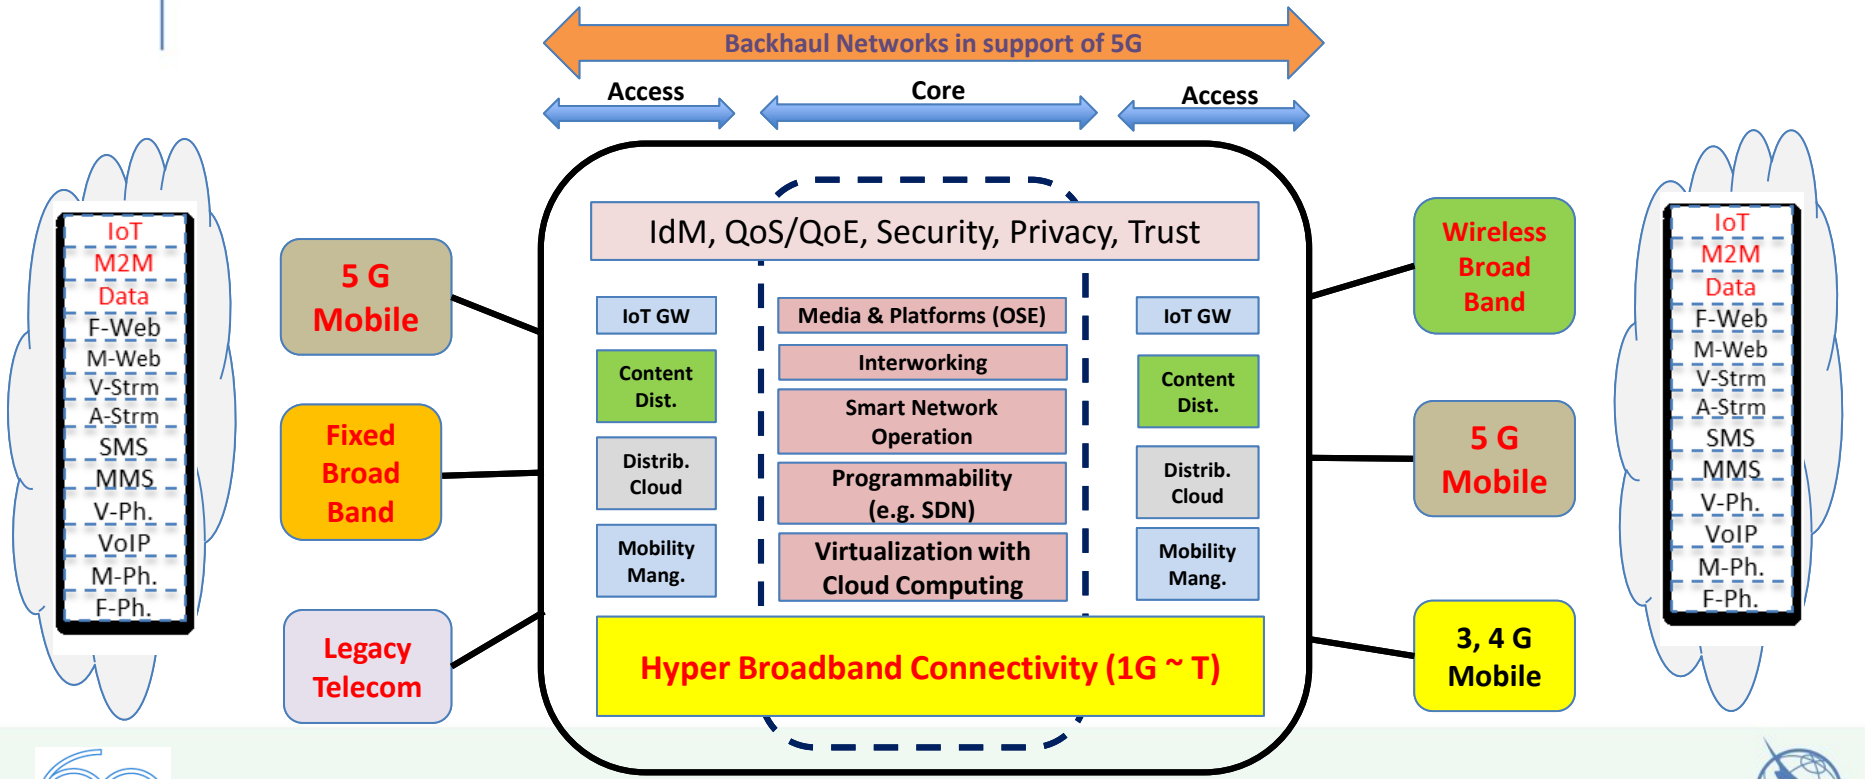 Backhaul Networks in support of 5G
Access
Core
Access
IoT
M2M
Data
F-Web
M-Web
V-Strm
A-Strm
SMS
MMS
V-Ph.
VoIP
M-Ph.
F-Ph.
5 G
Mobile
Fixed
Broad
Band
Legacy
Telecom
IdM, QoS/QoE, Security, Privacy, Trust
IoT GW
Content
Dist.
Distrib.
Cloud
Mobility
Mang.
Media & Platforms (OSE)
Interworking
Smart Network
Operation
Programmability
(e.g. SDN)
Virtualization with
Cloud Computing
IoT GW
Content
Dist.
Distrib.
Cloud
Mobility
Mang.
Hyper Broadband Connectivity (1G ~ T)
Wireless
Broad
Band
5 G
Mobile
3, 4 G
Mobile
IoT
M2M
Data
F-Web
M-Web
V-Strm
A-Strm
SMS
MMS
V-Ph.
VoIP
M-Ph.
F-Ph.